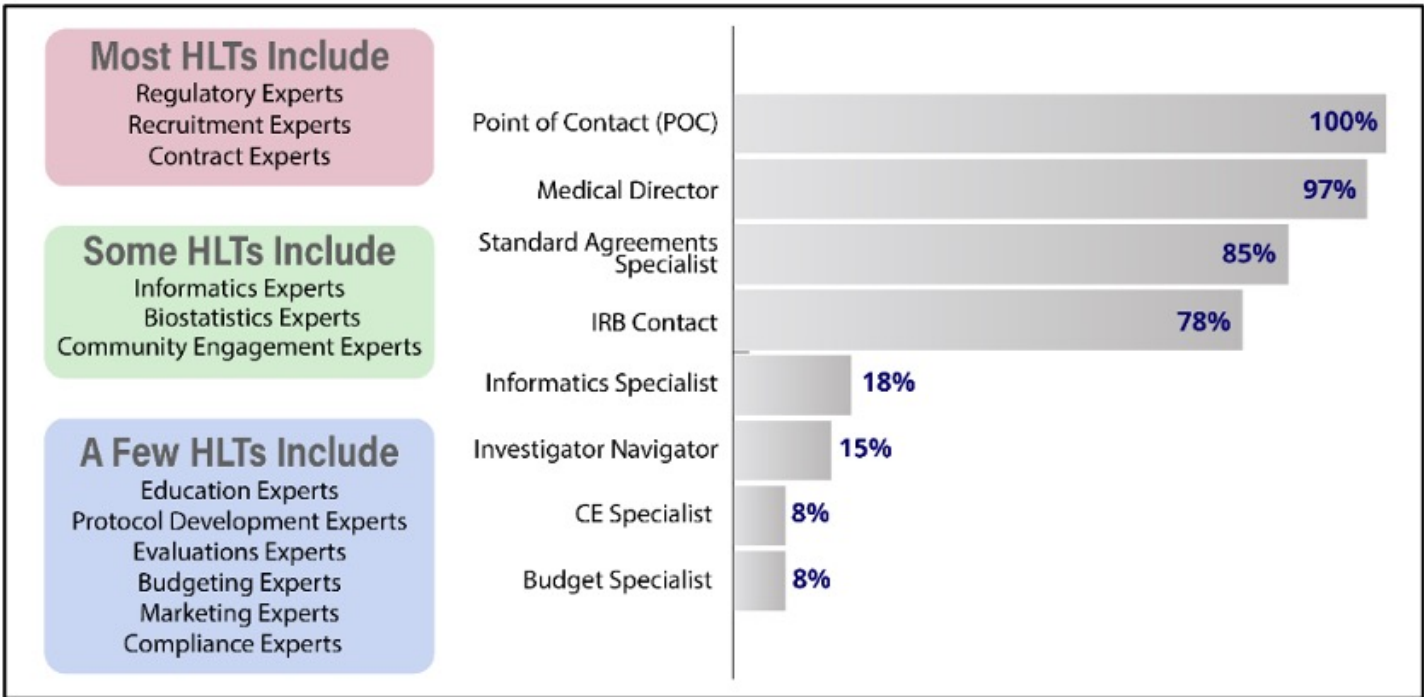 Most HLTs Include
Regulatory Experts
Recruitment Experts
Contract Experts
Some HLTs Include
Informatics Experts
Biostatistics Experts
Community Engagement Experts
A Few HLTs Include
Education Experts
Protocol Development Experts
Evaluations Experts
Budgeting Experts
Marketing Experts
Compliance Experts
Point of Contact (POC) 100%
Medical Director 97%
Standard Agreements
Specialist 85%
IRB Contact 78%
Informatics Specialist 18%
Investigator Navigator 15%
CE Specialist 8%
Budget Specialist 8%